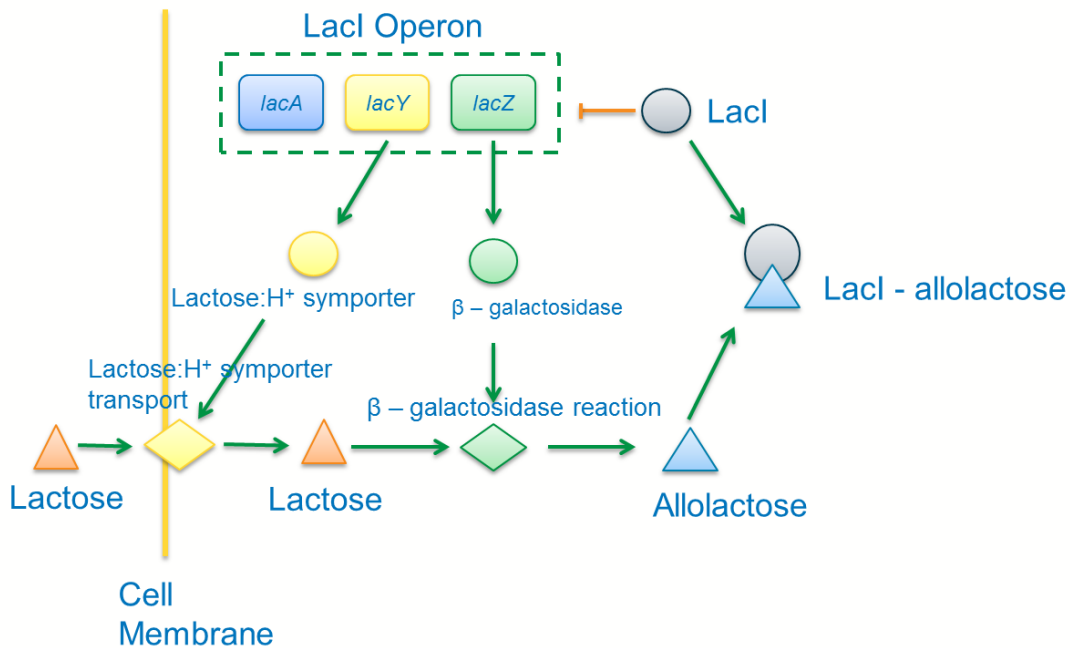 LacI Operon
lacA
lacY
lacZ
LacI
Lactose:H⁺ symporter
β – galactosidase
LacI - allolactose
Lactose:H⁺ symporter
transport
β – galactosidase reaction
Lactose
Lactose
Allolactose
Cell
Membrane